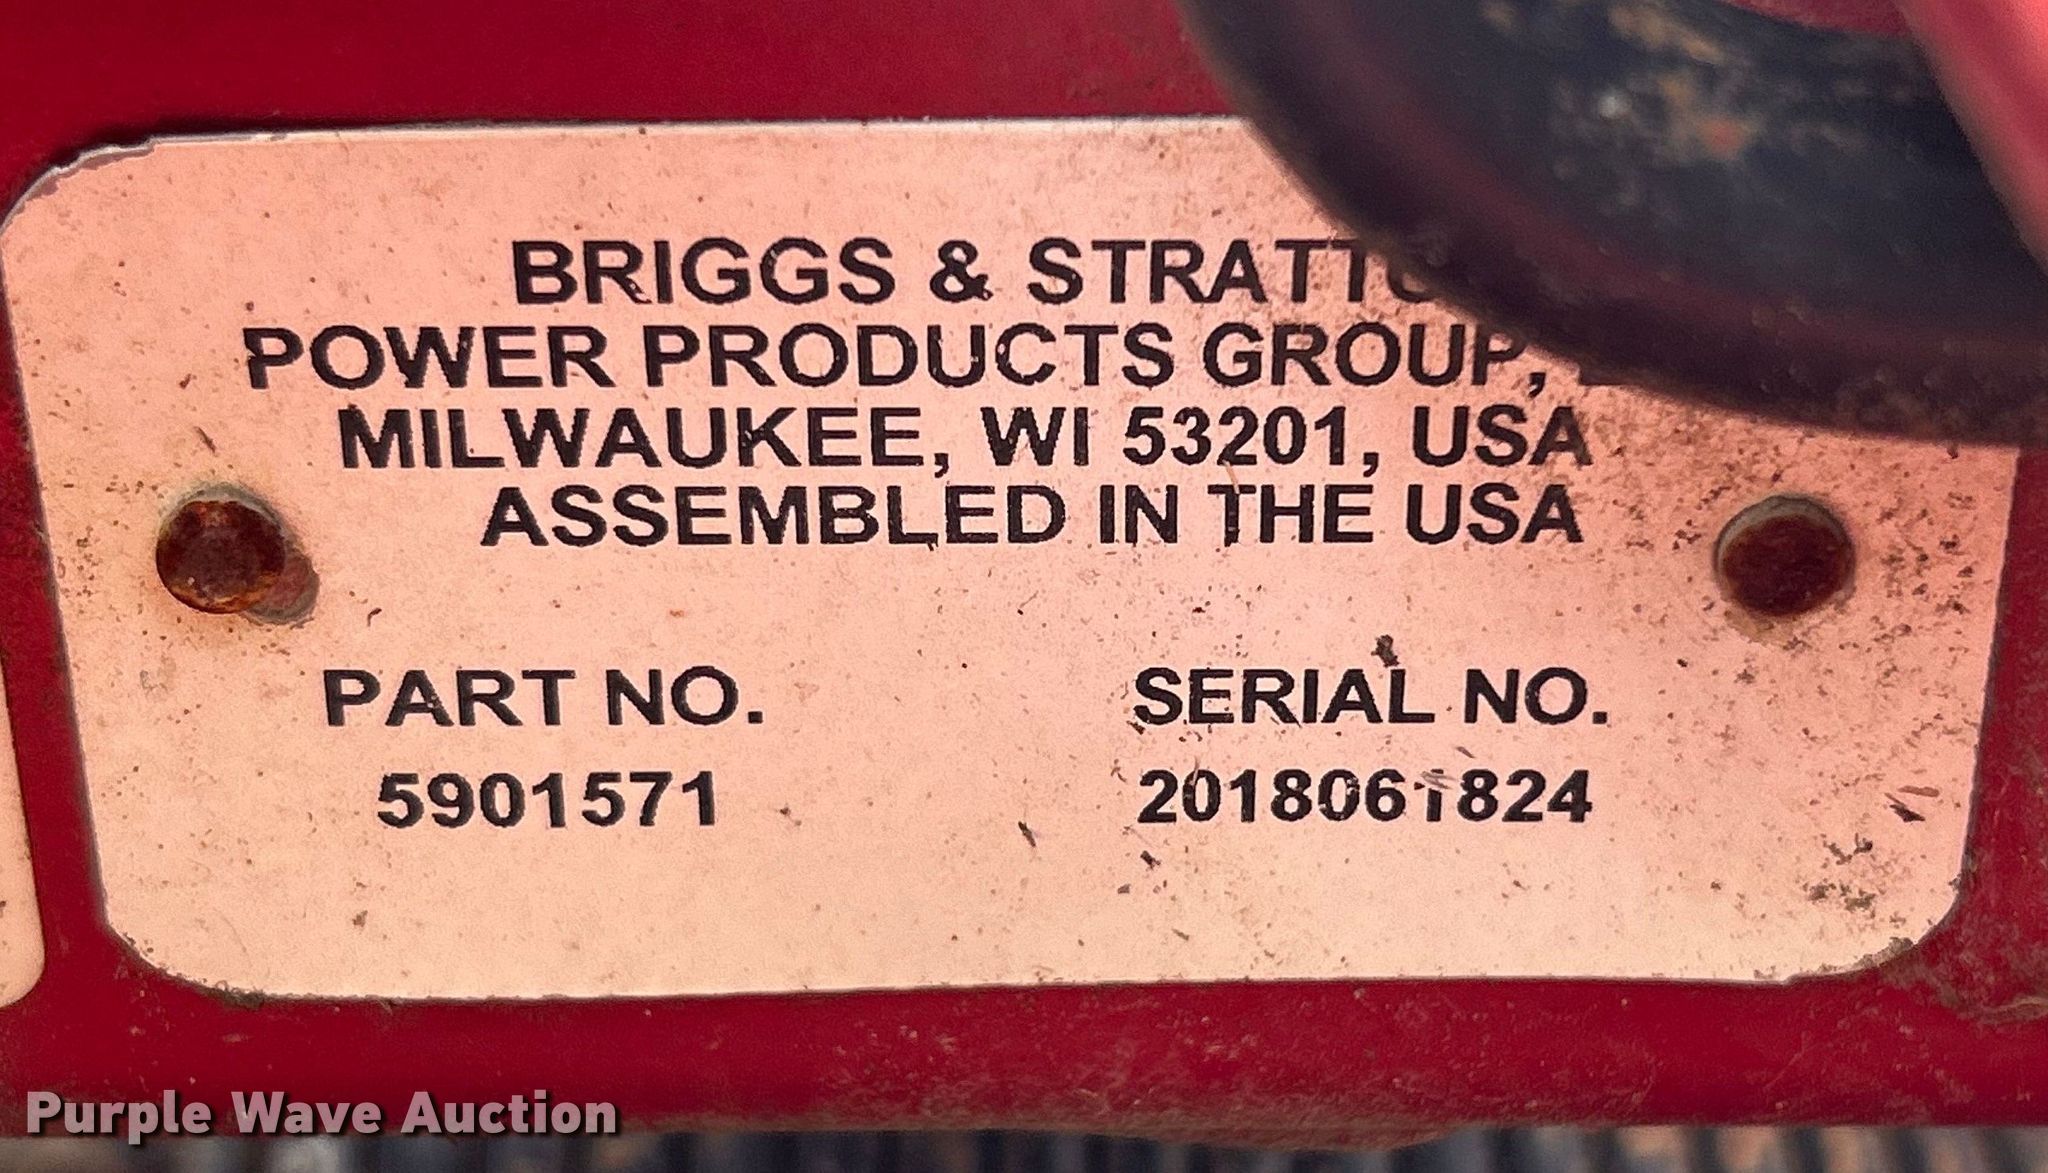 BRIGGS & STRATTO
POWER PRODUCTS GROUP,
MILWAUKEE, WI 53201, USA
ASSEMBLED IN THE USA
PART NO.
SERIAL NO.
5901571
2018061824
Purple Wave Auction